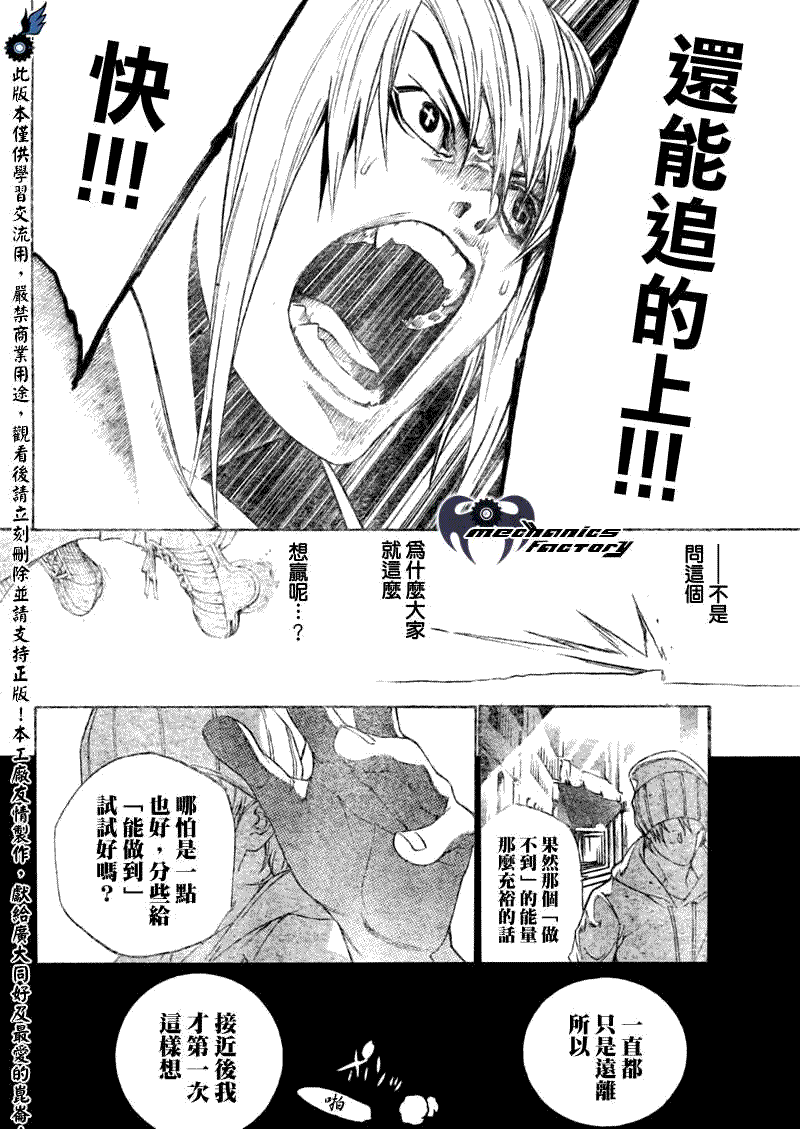 還能追的上!!!
快!!!
mechanics
factory
——不是
問這個
為什麼大家
就這麼
想贏呢…？
果然那個「做
不到」的能量
那麼充裕的話
哪怕是一點
也好，分些給
「能做到」
試試好嗎？
一直都
只是遠離
所以
接近後我
才第一次
這樣想
啪
此版本僅供學習交流用，嚴禁商業用途，觀看後請立刻刪除並請支持正版！本工廠友情製作，獻給廣大同好及最愛的崑崙